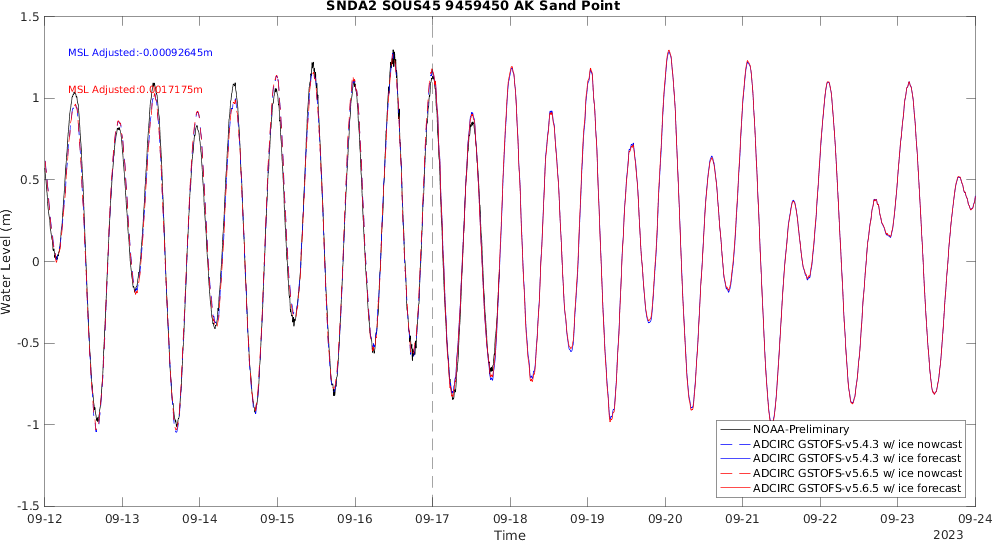 SNDA2 SOUS45 9459450 AK Sand Point
MSL Adjusted:-0.00092645m
MSL Adjusted:0.0017175m
Water Level (m)
1.5
1
0.5
0
-0.5
-1
-1.5
NOAA-Preliminary
ADCIRC GSTOFS-v5.4.3 w/ ice nowcast
ADCIRC GSTOFS-v5.4.3 w/ ice forecast
ADCIRC GSTOFS-v5.6.5 w/ ice nowcast
ADCIRC GSTOFS-v5.6.5 w/ ice forecast
09-12 09-13 09-14 09-15 09-16 09-17 09-18 09-19 09-20 09-21 09-22 09-23 09-24
Time
2023